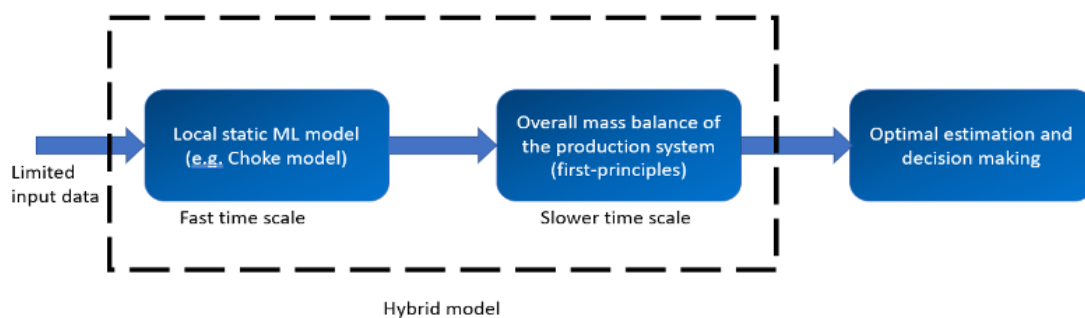 Limited
input data
Local static ML model
(e.g. Choke model)
Fast time scale
Overall mass balance of
the production system
(first-principles)
Slower time scale
Optimal estimation and
decision making
Hybrid model